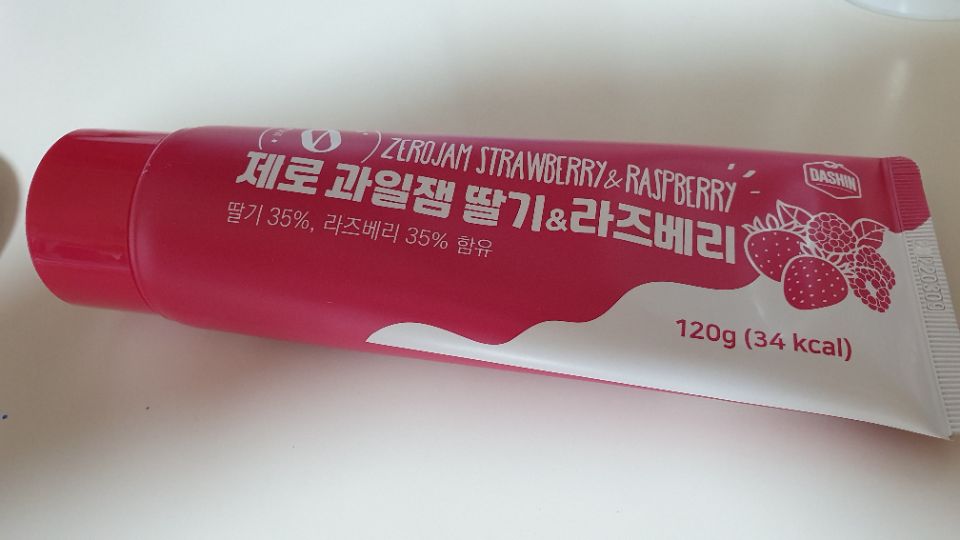 0
ZEROJAM STRAWBERRY & RASPBERRY
DASHIN
제로 과일잼 딸기&라즈베리
딸기 35%, 라즈베리 35% 함유
120g (34 kcal)